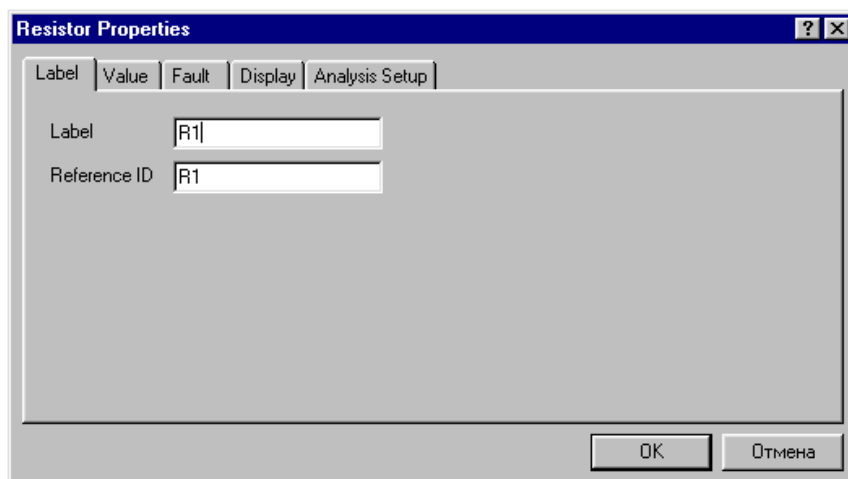 Resistor Properties
Label Value Fault Display Analysis Setup
Label R1
Reference ID R1
OK Отмена